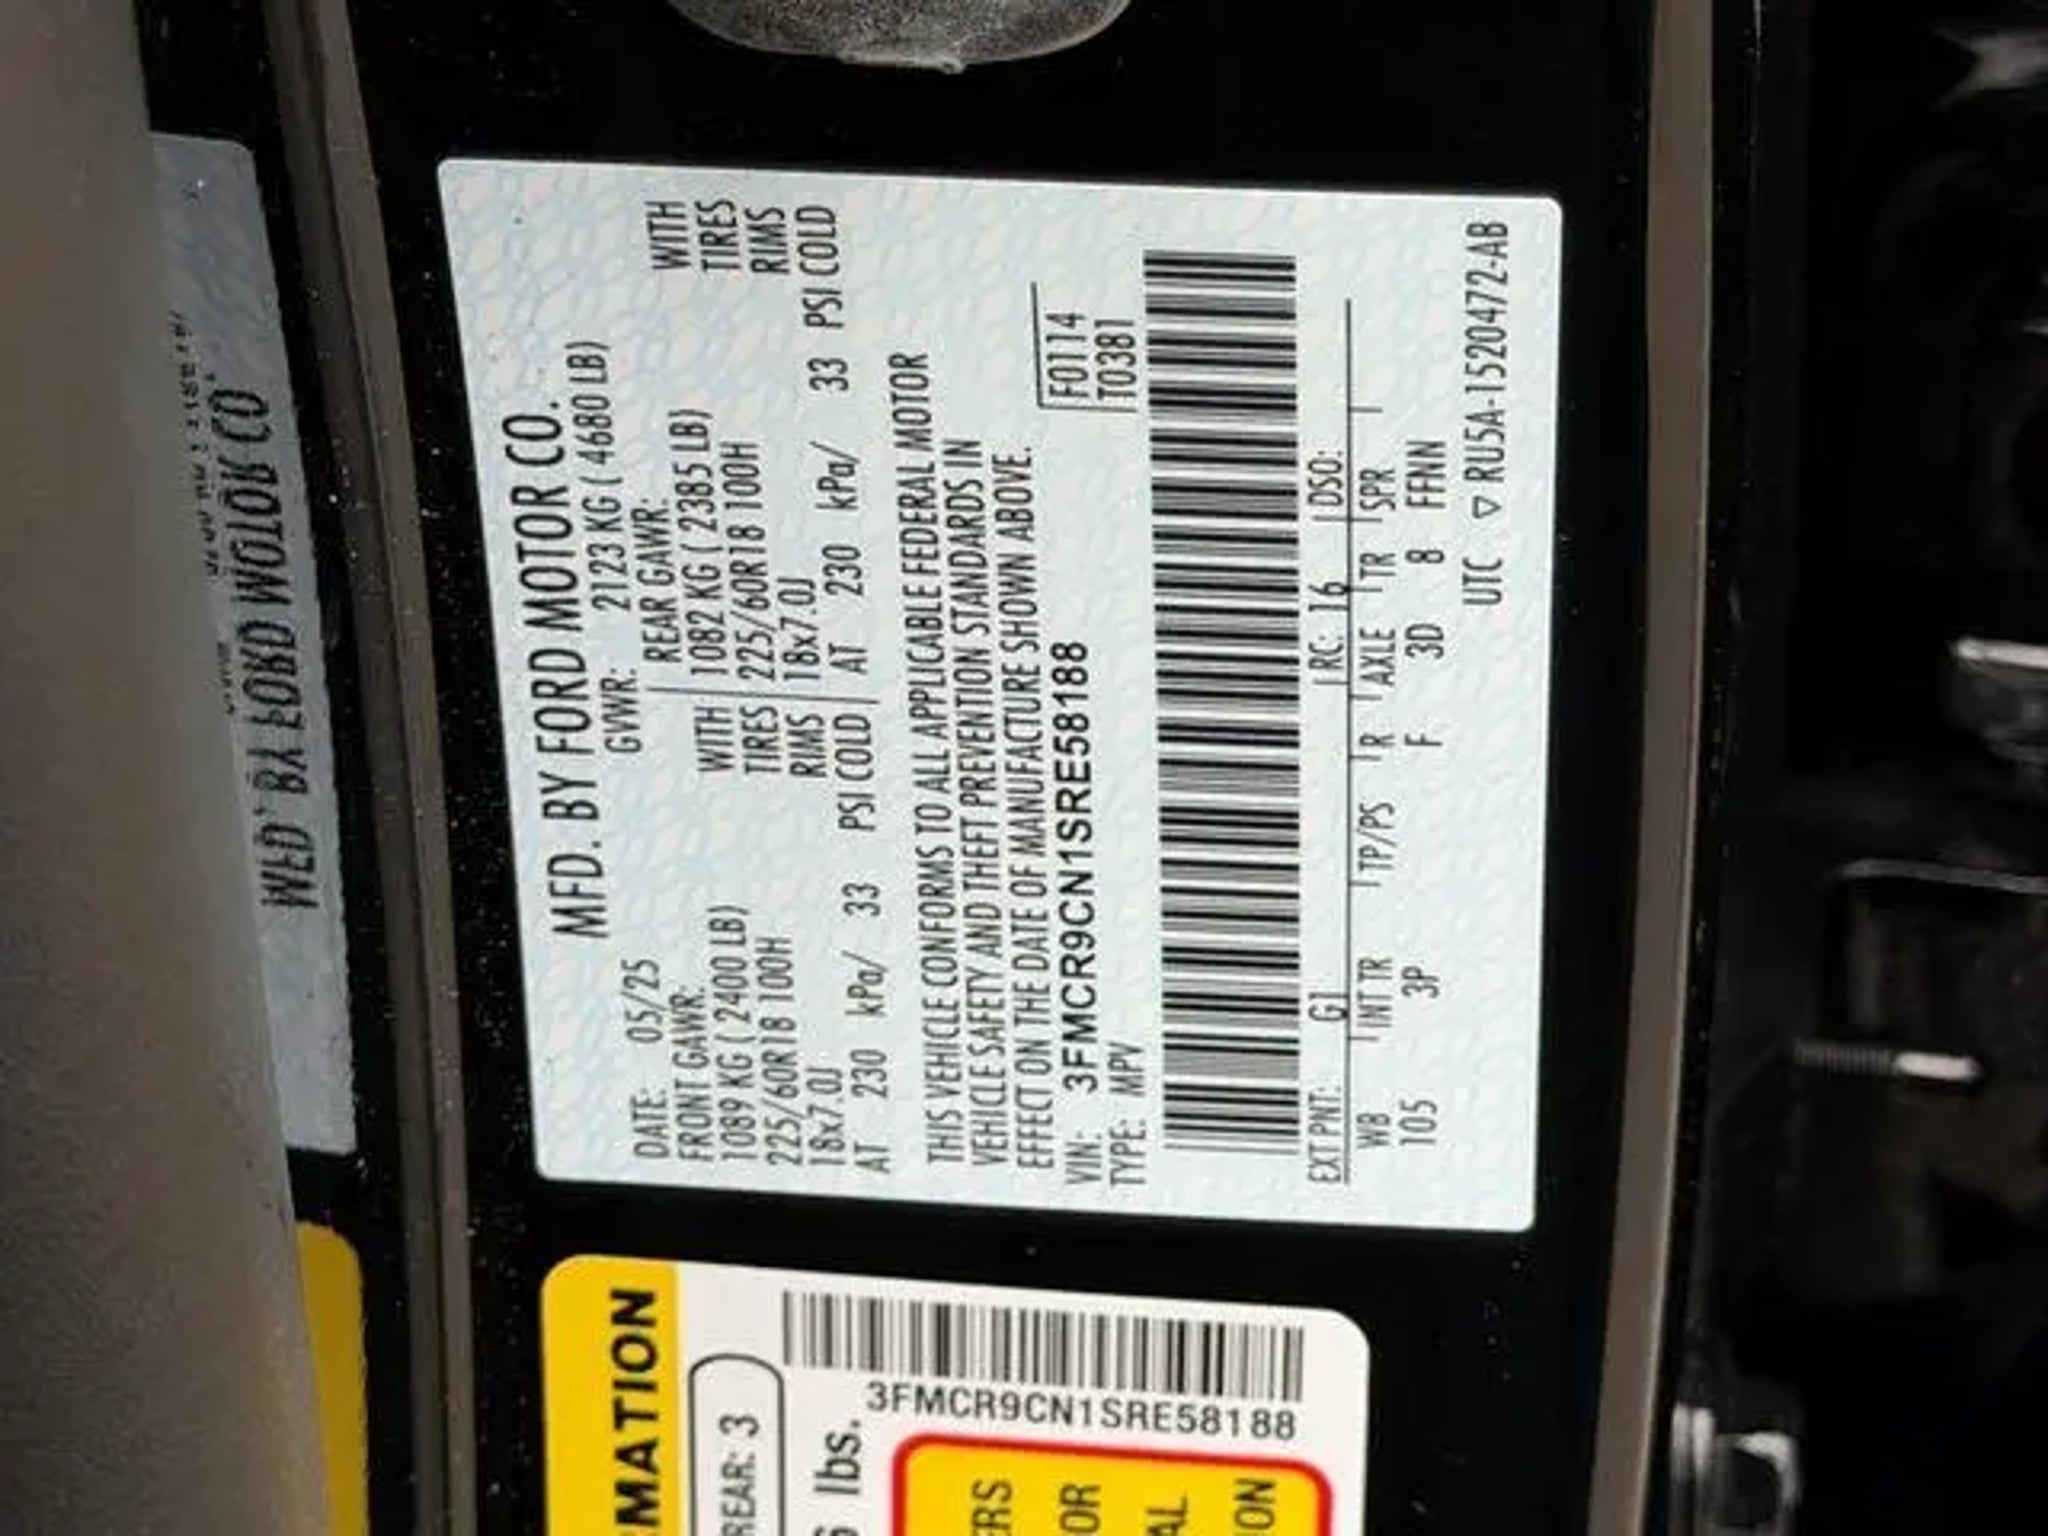 MFD. BY FORD MOTOR CO.
DATE: 05/25 GVWR: 2123 KG ( 4680 LB)
FRONT GAWR: REAR GAWR:
1089 KG ( 2400 LB) WITH 1082 KG ( 2385 LB) WITH
225/60R18 100H TIRES 225/60R18 100H TIRES
18x7.0J RIMS 18x7.0J RIMS
AT 230 kPa/ 33 PSI COLD AT 230 kPa/ 33 PSI COLD
THIS VEHICLE CONFORMS TO ALL APPLICABLE FEDERAL MOTOR
VEHICLE SAFETY AND THEFT PREVENTION STANDARDS IN
EFFECT ON THE DATE OF MANUFACTURE SHOWN ABOVE.
VIN: 3FMCR9CN1SRE58188 F0114
TYPE: MPV T0381
EXT PNT: G1 RC: 16 DSO:
WB INT TR TP/PS R AXLE TR SPR
105 3P F 3D 8 FFNN
UTC ▽ RU5A-1520472-AB
MFD. BY FORD MOTOR CO.
RMATION
REAR: 3
lbs.
3FMCR9CN1SRE58188
ERS
OR
AL
ION